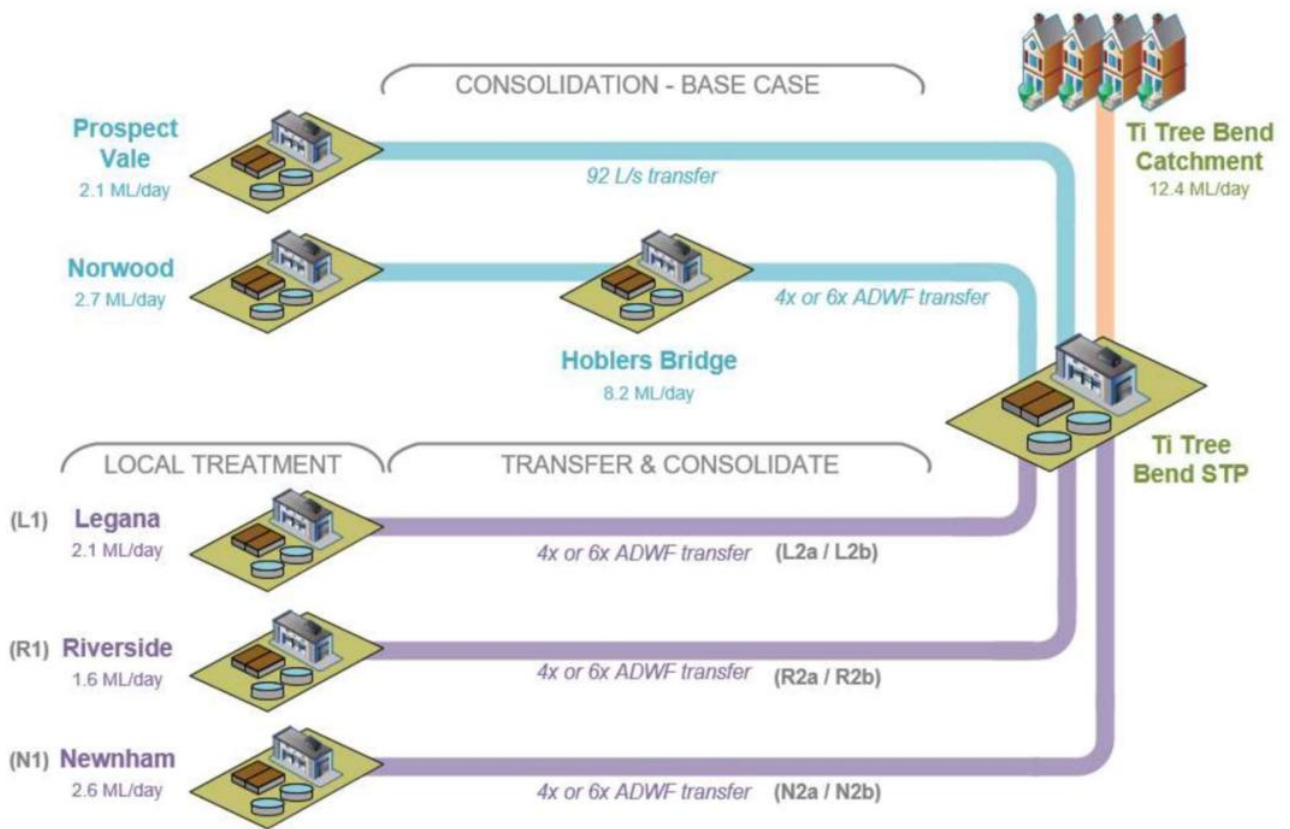 CONSOLIDATION - BASE CASE
Prospect
Vale
2.1 ML/day
92 L/s transfer
Ti Tree Bend
Catchment
12.4 ML/day
Norwood
2.7 ML/day
4x or 6x ADWF transfer
Hoblers Bridge
8.2 ML/day
Ti Tree
Bend STP
LOCAL TREATMENT
TRANSFER & CONSOLIDATE
(L1) Legana
2.1 ML/day
4x or 6x ADWF transfer (L2a / L2b)
(R1) Riverside
1.6 ML/day
4x or 6x ADWF transfer (R2a / R2b)
(N1) Newnham
2.6 ML/day
4x or 6x ADWF transfer (N2a / N2b)